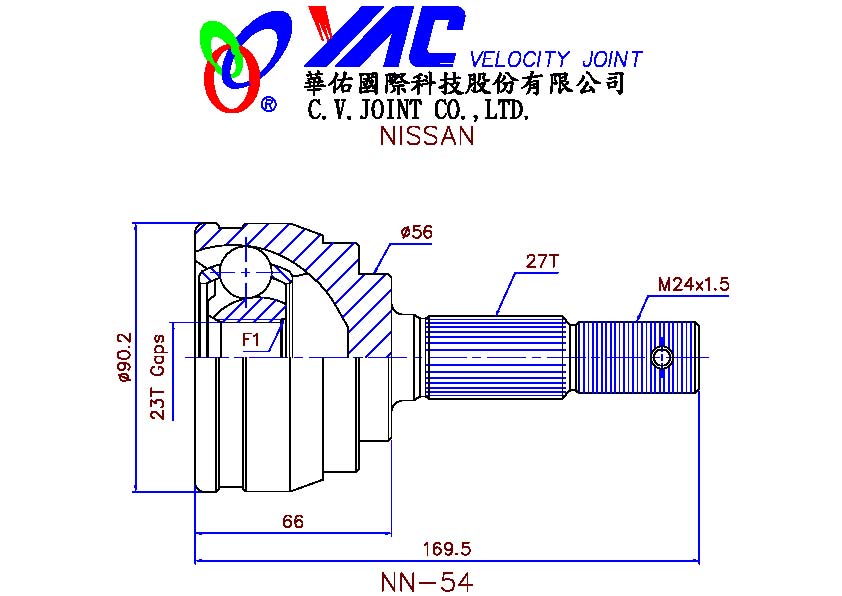 YAC VELOCITY JOINT
華佑國際科技股份有限公司
®
C.V.JOINT CO.,LTD.
NISSAN
ø56
27T
M24x1.5
F1
ø90.2
23T Gaps
66
169.5
NN-54